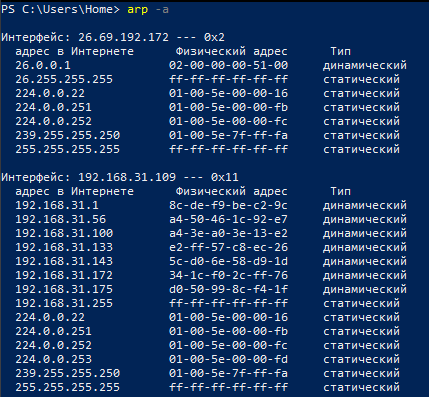 PS C:\Users\Home> arp -a
Интерфейс: 26.69.192.172 --- 0x2
адрес в Интернете Физический адрес Тип
26.0.0.1 02-00-00-00-51-00 динамический
26.255.255.255 ff-ff-ff-ff-ff-ff статический
224.0.0.22 01-00-5e-00-00-16 статический
224.0.0.251 01-00-5e-00-00-fb статический
224.0.0.252 01-00-5e-00-00-fc статический
239.255.255.250 01-00-5e-7f-ff-fa статический
255.255.255.255 ff-ff-ff-ff-ff-ff статический
Интерфейс: 192.168.31.109 --- 0x11
адрес в Интернете Физический адрес Тип
192.168.31.1 8c-de-f9-be-c2-9c динамический
192.168.31.56 a4-50-46-1c-92-e7 динамический
192.168.31.100 a4-3e-a0-3e-13-e2 динамический
192.168.31.133 e2-ff-57-c8-ec-26 динамический
192.168.31.143 5c-d0-6e-58-d9-1d динамический
192.168.31.172 34-1c-f0-2c-ff-76 динамический
192.168.31.175 d0-50-99-8c-f4-1f динамический
192.168.31.255 ff-ff-ff-ff-ff-ff статический
224.0.0.22 01-00-5e-00-00-16 статический
224.0.0.251 01-00-5e-00-00-fb статический
224.0.0.252 01-00-5e-00-00-fc статический
224.0.0.253 01-00-5e-00-00-fd статический
239.255.255.250 01-00-5e-7f-ff-fa статический
255.255.255.255 ff-ff-ff-ff-ff-ff статический